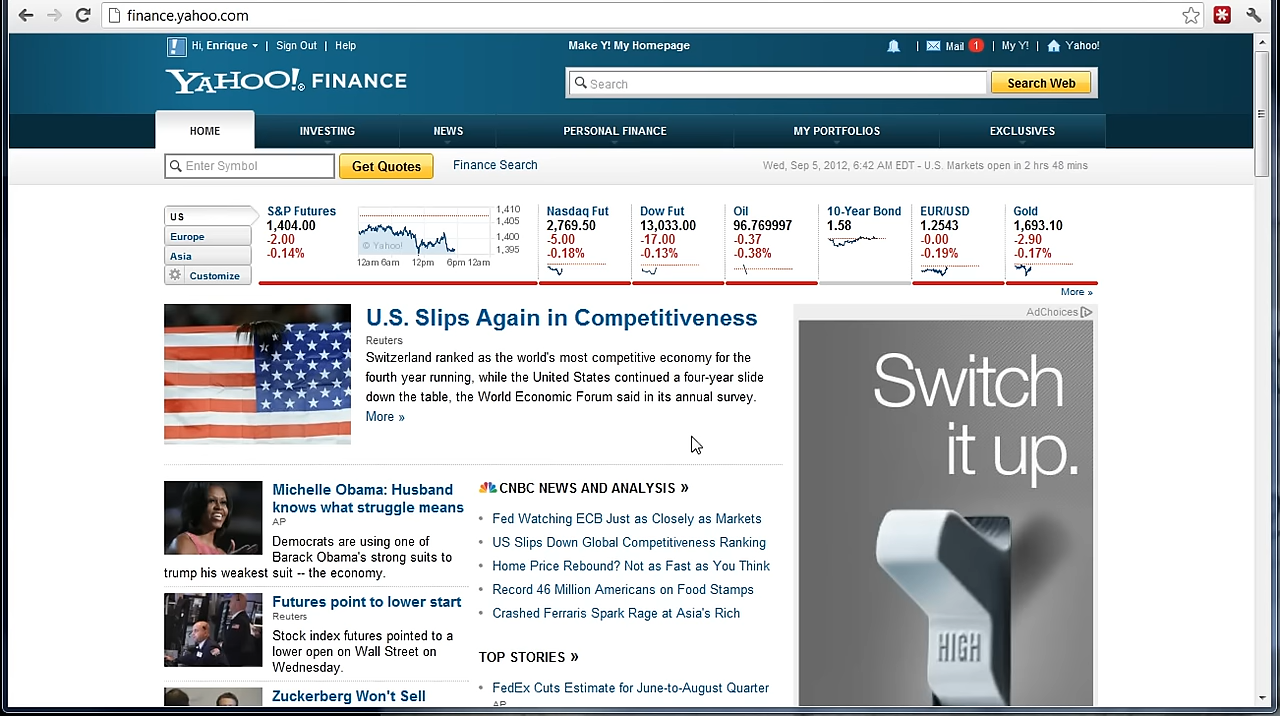 finance.yahoo.com
Hi, Enrique | Sign Out | Help
Make Y! My Homepage
| Mail 1 | My Y! | Yahoo!
YAHOO! FINANCE
Search
Search Web
HOME
INVESTING
NEWS
PERSONAL FINANCE
MY PORTFOLIOS
EXCLUSIVES
Enter Symbol
Get Quotes
Finance Search
Wed, Sep 5, 2012, 6:42 AM EDT - U.S. Markets open in 2 hrs 48 mins
US
Europe
Asia
Customize
S&P Futures
1,404.00
-2.00
-0.14%
© Yahoo!
1,410
1,405
1,400
1,395
12am 6am 12pm 6pm 12am
Nasdaq Fut
2,769.50
-5.00
-0.18%
Dow Fut
13,033.00
-17.00
-0.13%
Oil
96.769997
-0.37
-0.38%
10-Year Bond
1.58
EUR/USD
1.2543
-0.00
-0.19%
Gold
1,693.10
-2.90
-0.17%
More »
U.S. Slips Again in Competitiveness
Reuters
Switzerland ranked as the world's most competitive economy for the
fourth year running, while the United States continued a four-year slide
down the table, the World Economic Forum said in its annual survey.
More »
AdChoices
Switch
it up.
HIGH
Michelle Obama: Husband
knows what struggle means
AP
Democrats are using one of
Barack Obama's strong suits to
trump his weakest suit -- the economy.
Futures point to lower start
Reuters
Stock index futures pointed to a
lower open on Wall Street on
Wednesday.
Zuckerberg Won't Sell
CNBC NEWS AND ANALYSIS »
• Fed Watching ECB Just as Closely as Markets
• US Slips Down Global Competitiveness Ranking
• Home Price Rebound? Not as Fast as You Think
• Record 46 Million Americans on Food Stamps
• Crashed Ferraris Spark Rage at Asia's Rich
TOP STORIES »
• FedEx Cuts Estimate for June-to-August Quarter
AP